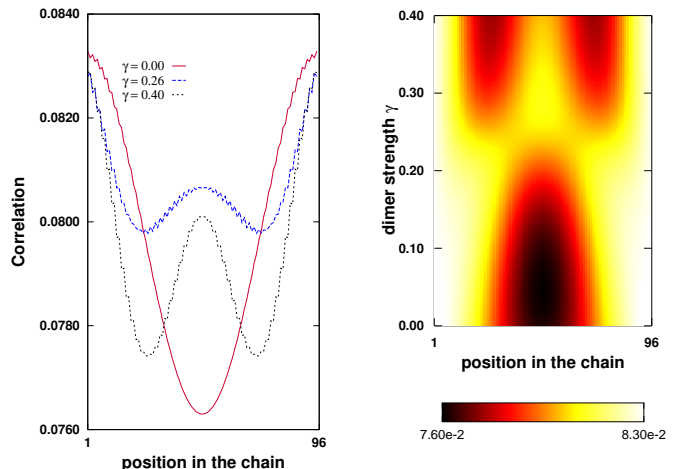 0.0840
0.0820
0.0800
0.0780
0.0760
Correlation
γ = 0.00
γ = 0.26
γ = 0.40
1
96
position in the chain
0.40
0.30
0.20
0.10
0.00
dimer strength γ
1
96
position in the chain
7.60e-2
8.30e-2